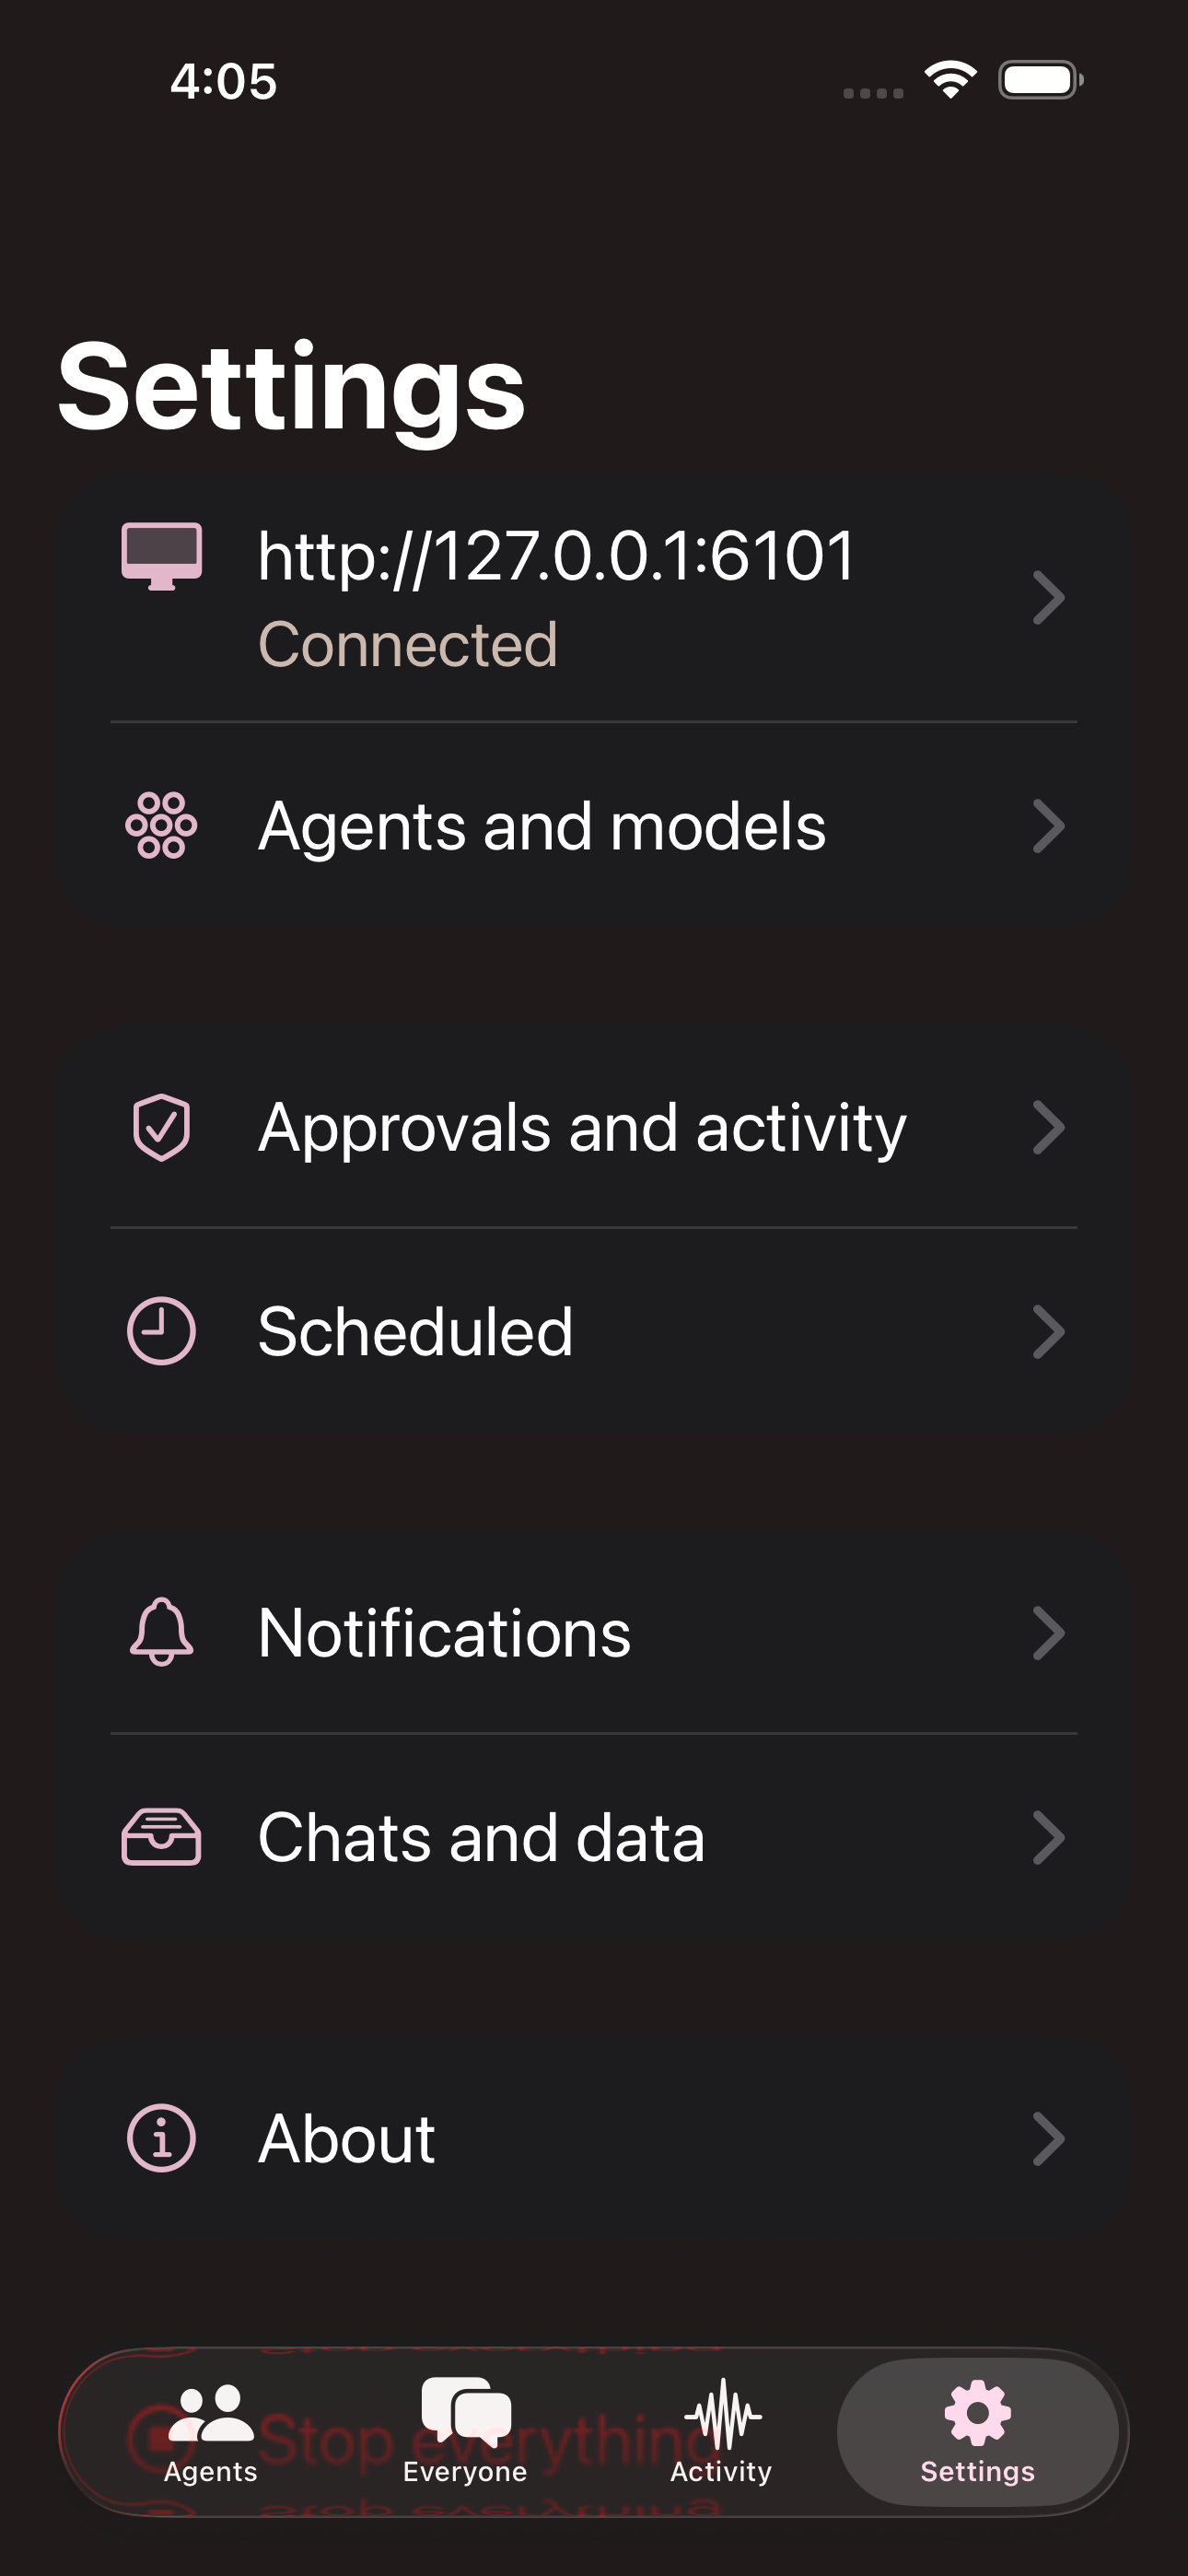 4:05
Settings
http://127.0.0.1:6101
Connected
Agents and models
Approvals and activity
Scheduled
Notifications
Chats and data
About
Stop everything
Agents
Everyone
Activity
Settings